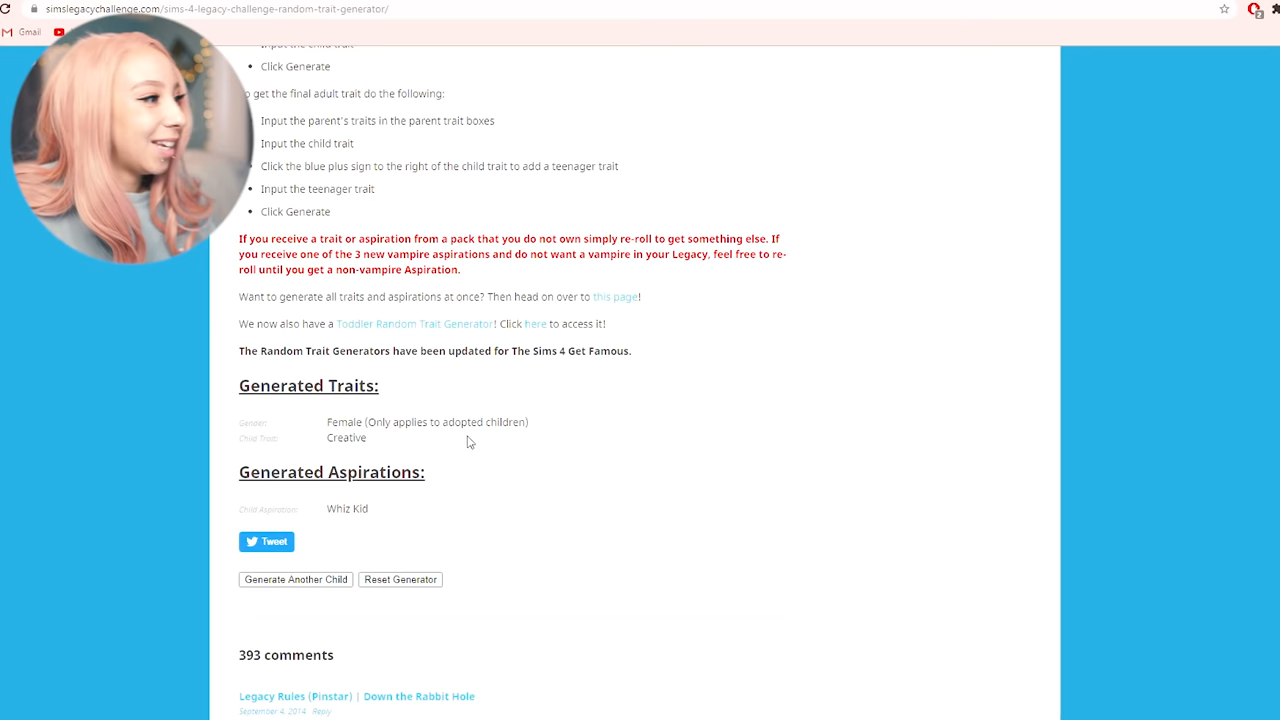 simslegacychallenge.com/sims-4-legacy-challenge-random-trait-generator/
Gmail
Input the child trait
Click Generate
get the final adult trait do the following:
Input the parent's traits in the parent trait boxes
Input the child trait
Click the blue plus sign to the right of the child trait to add a teenager trait
Input the teenager trait
Click Generate
If you receive a trait or aspiration from a pack that you do not own simply re-roll to get something else. If
you receive one of the 3 new vampire aspirations and do not want a vampire in your Legacy, feel free to re-
roll until you get a non-vampire Aspiration.
Want to generate all traits and aspirations at once? Then head on over to this page!
We now also have a Toddler Random Trait Generator! Click here to access it!
The Random Trait Generators have been updated for The Sims 4 Get Famous.
Generated Traits:
Gender: Female (Only applies to adopted children)
Child Trait: Creative
Generated Aspirations:
Child Aspiration: Whiz Kid
Tweet
Generate Another Child Reset Generator
393 comments
Legacy Rules (Pinstar) | Down the Rabbit Hole
September 4, 2014 Reply